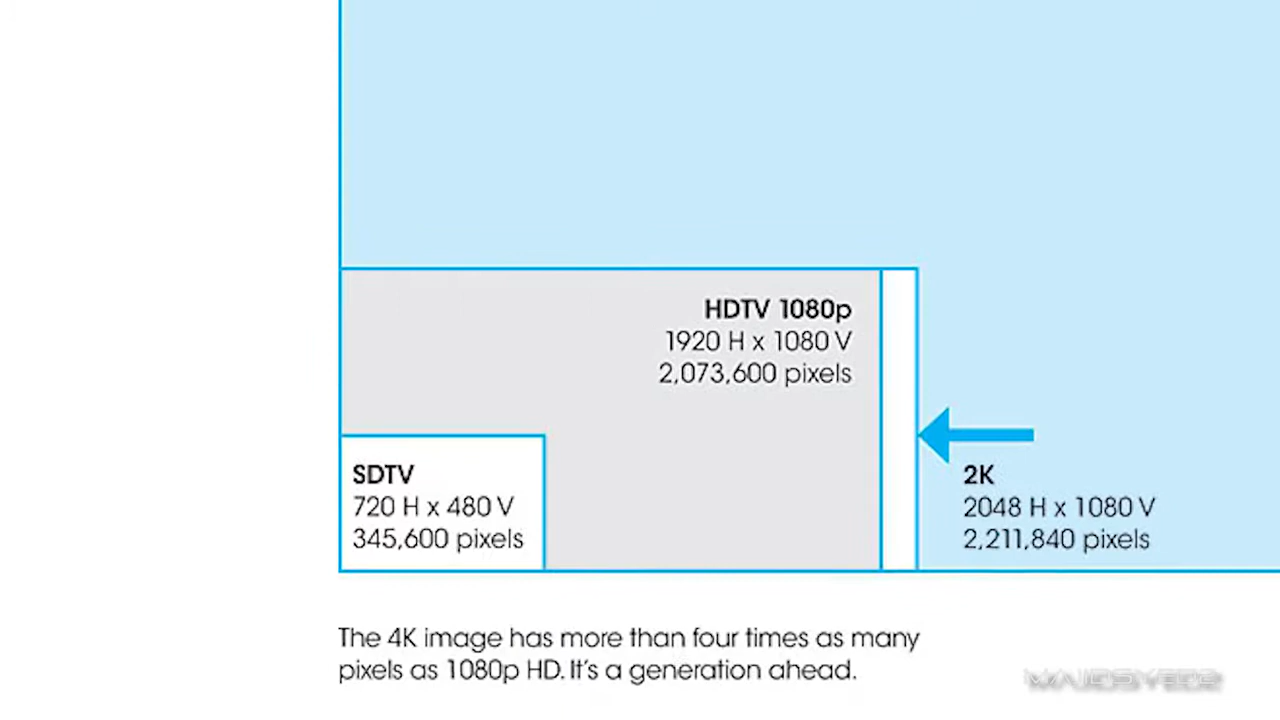 HDTV 1080p
1920 H x 1080 V
2,073,600 pixels
SDTV
720 H x 480 V
345,600 pixels
2K
2048 H x 1080 V
2,211,840 pixels
The 4K image has more than four times as many
pixels as 1080p HD. It's a generation ahead.